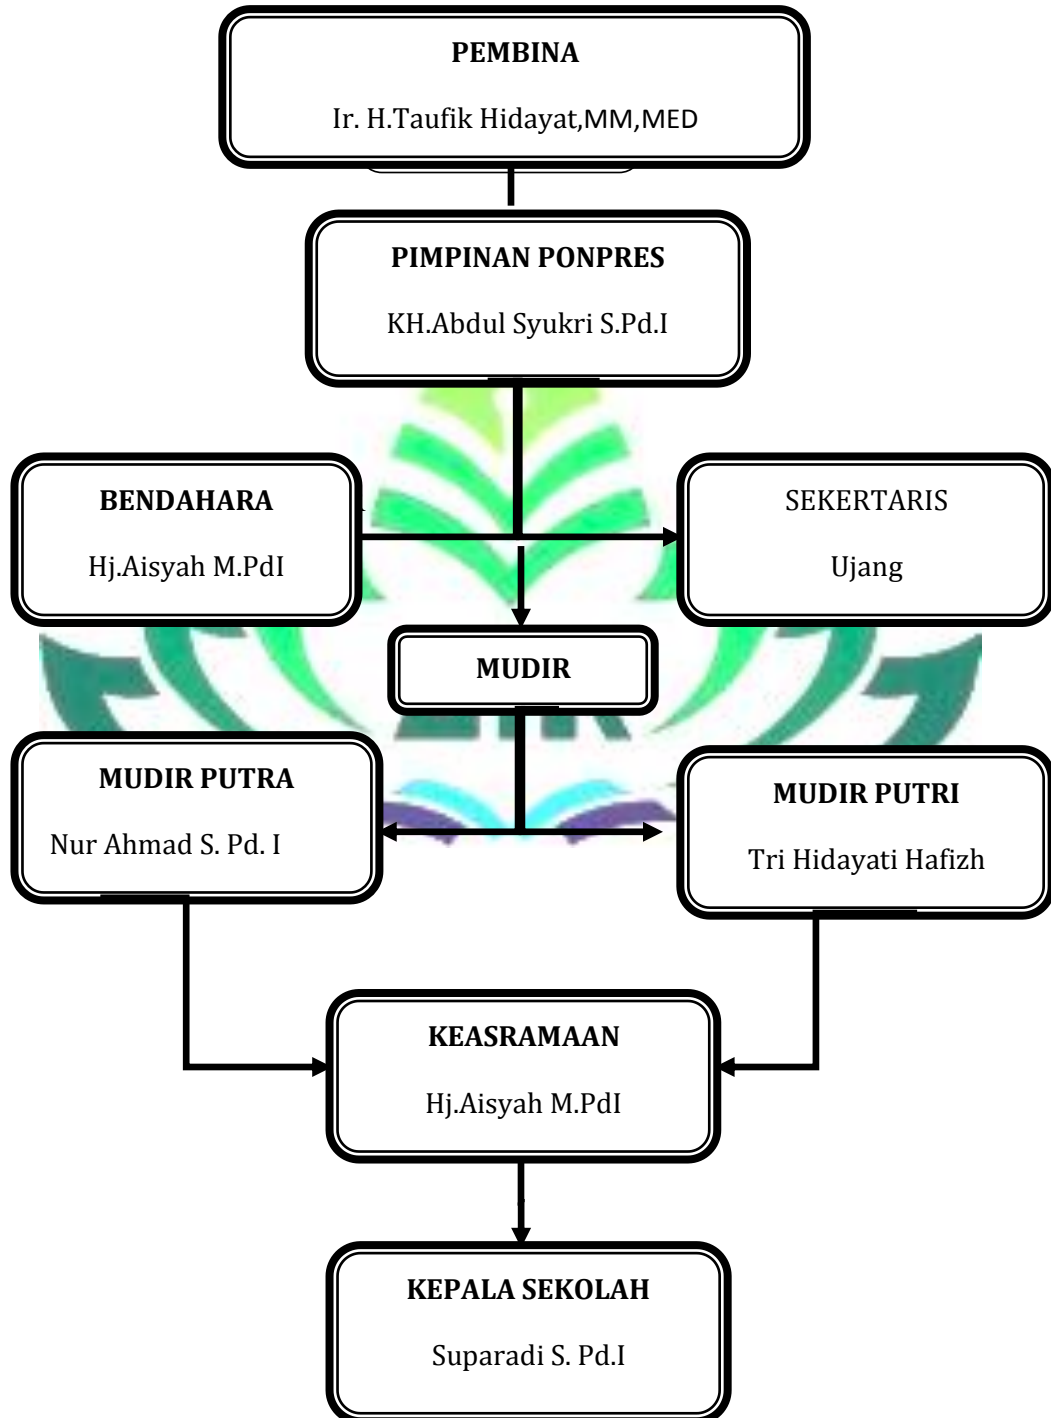 PEMBINA
Ir. H.Taufik Hidayat,MM,MED
PIMPINAN PONPRES
KH.Abdul Syukri S.Pd.I
BENDAHARA
Hj.Aisyah M.PdI
SEKERTARIS
Ujang
MUDIR
MUDIR PUTRA
Nur Ahmad S. Pd. I
MUDIR PUTRI
Tri Hidayati Hafizh
KEASRAMAAN
Hj.Aisyah M.PdI
KEPALA SEKOLAH
Suparadi S. Pd.I